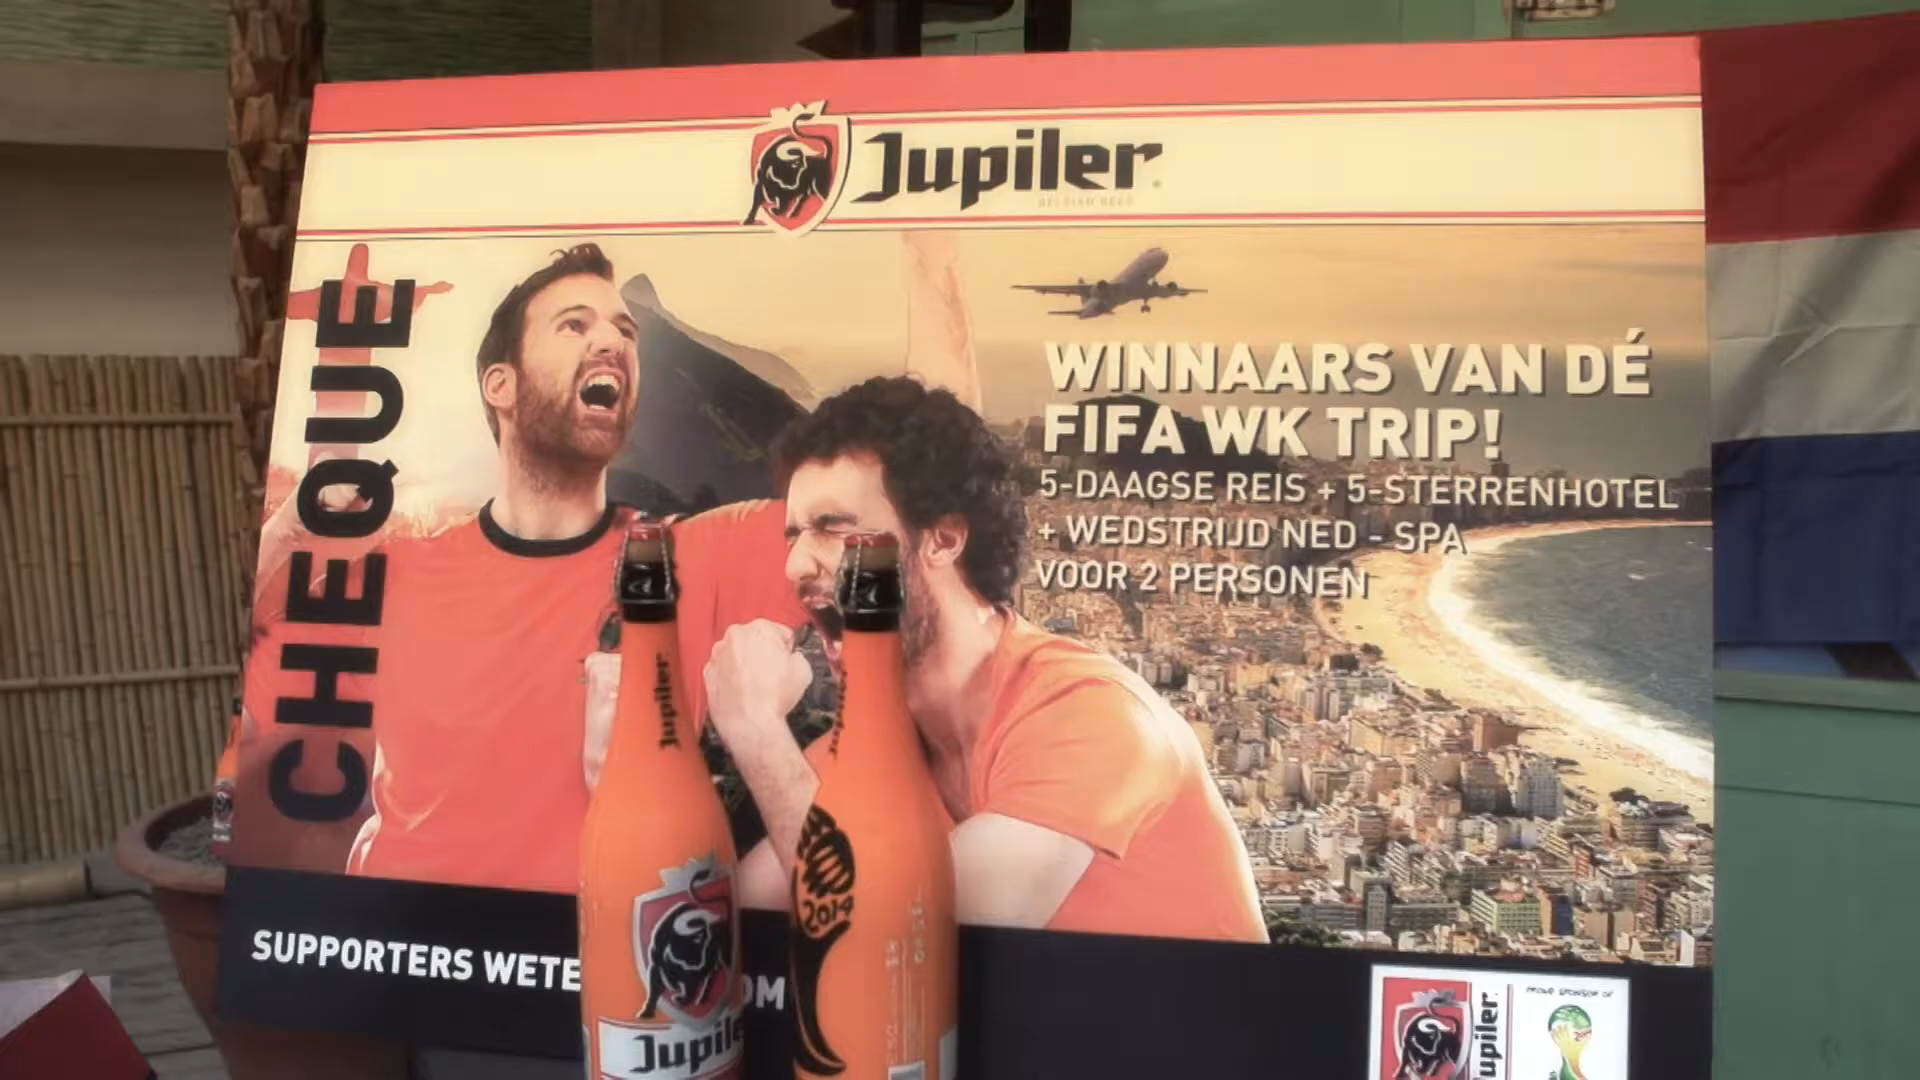 Jupiler
BELGIAN BEER
CHEQUE
WINNAARS VAN DÉ
FIFA WK TRIP!
5-DAAGSE REIS + 5-STERRENHOTEL
+ WEDSTRIJD NED - SPA
VOOR 2 PERSONEN
Jupiler
Jupiler
2014
SUPPORTERS WETE
OM
Jupile
PROUD SPONSOR OF
Jupiler